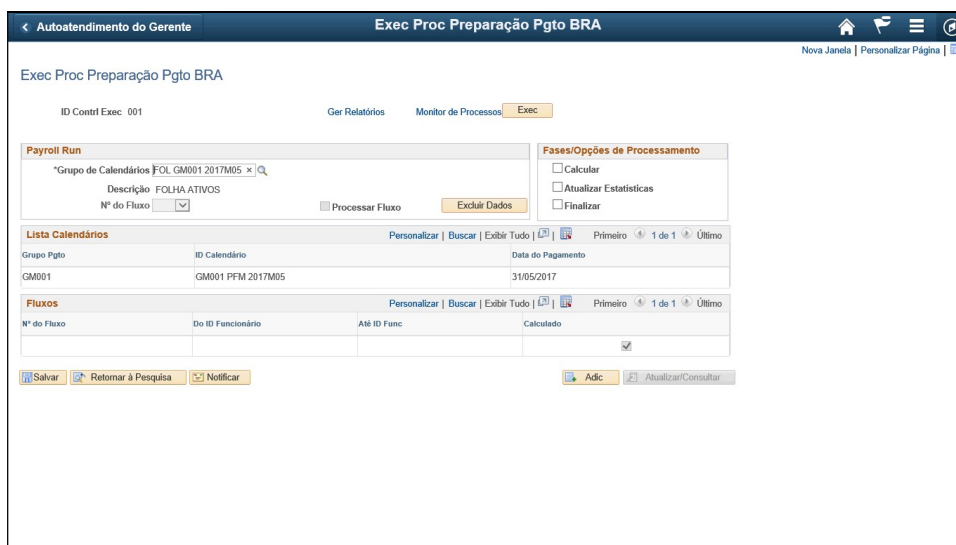 Autoatendimento do Gerente
Exec Proc Preparação Pgto BRA
Nova Janela | Personalizar Página |
Exec Proc Preparação Pgto BRA
ID Contrl Exec 001
Ger Relatórios
Monitor de Processos
Exec
Payroll Run
Fases/Opções de Processamento
*Grupo de Calendários FOL GM001 2017M05 ×
Calcular
Descrição FOLHA ATIVOS
Atualizar Estatisticas
Nº do Fluxo
Processar Fluxo
Excluir Dados
Finalizar
Lista Calendários
Personalizar | Buscar | Exibir Tudo | |
Primeiro 1 de 1 Último
Grupo Pgto ID Calendário Data do Pagamento
GM001 GM001 PFM 2017M05 31/05/2017
Fluxos
Personalizar | Buscar | Exibir Tudo | |
Primeiro 1 de 1 Último
Nº do Fluxo Do ID Funcionário Até ID Func Calculado
Salvar Retornar à Pesquisa Notificar Adic Atualizar/Consultar